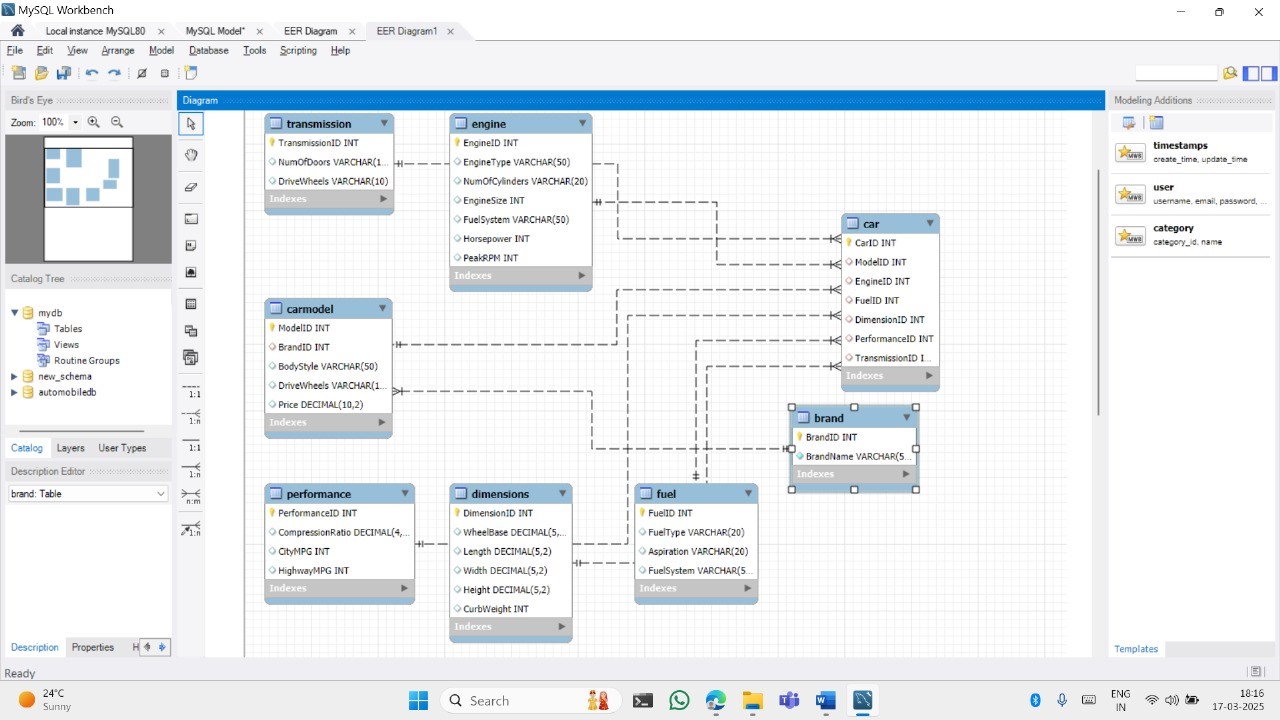 MySQL Workbench
Local instance MySQL80
MySQL Model*
EER Diagram
EER Diagram1
File Edit View Arrange Model Database Tools Scripting Help
Bird's Eye
Zoom: 100%
Catalog Tree
mydb
Tables
Views
Routine Groups
new_schema
automobiledb
Catalog Layers User Types
Description Editor
brand: Table
Description Properties H
Diagram
1:1
1:n
1:1
1:n
n:m
1:n
transmission
TransmissionID INT
NumOfDoors VARCHAR(1...
DriveWheels VARCHAR(10)
Indexes
engine
EngineID INT
EngineType VARCHAR(50)
NumOfCylinders VARCHAR(20)
EngineSize INT
FuelSystem VARCHAR(50)
Horsepower INT
PeakRPM INT
Indexes
car
CarID INT
ModelID INT
EngineID INT
FuelID INT
DimensionID INT
PerformanceID INT
TransmissionID I...
Indexes
carmodel
ModelID INT
BrandID INT
BodyStyle VARCHAR(50)
DriveWheels VARCHAR(1...
Price DECIMAL(10,2)
Indexes
brand
BrandID INT
BrandName VARCHAR(5...
Indexes
performance
PerformanceID INT
CompressionRatio DECIMAL(4,...
CityMPG INT
HighwayMPG INT
Indexes
dimensions
DimensionID INT
WheelBase DECIMAL(5,...
Length DECIMAL(5,2)
Width DECIMAL(5,2)
Height DECIMAL(5,2)
CurbWeight INT
Indexes
fuel
FuelID INT
FuelType VARCHAR(20)
Aspiration VARCHAR(20)
FuelSystem VARCHAR(5...
Indexes
Modeling Additions
MWB
timestamps
create_time, update_time
MWB
user
username, email, password, ...
MWB
category
category_id, name
Templates
Ready
24°C
Sunny
Search
ENG
IN
18:16
17-03-2025